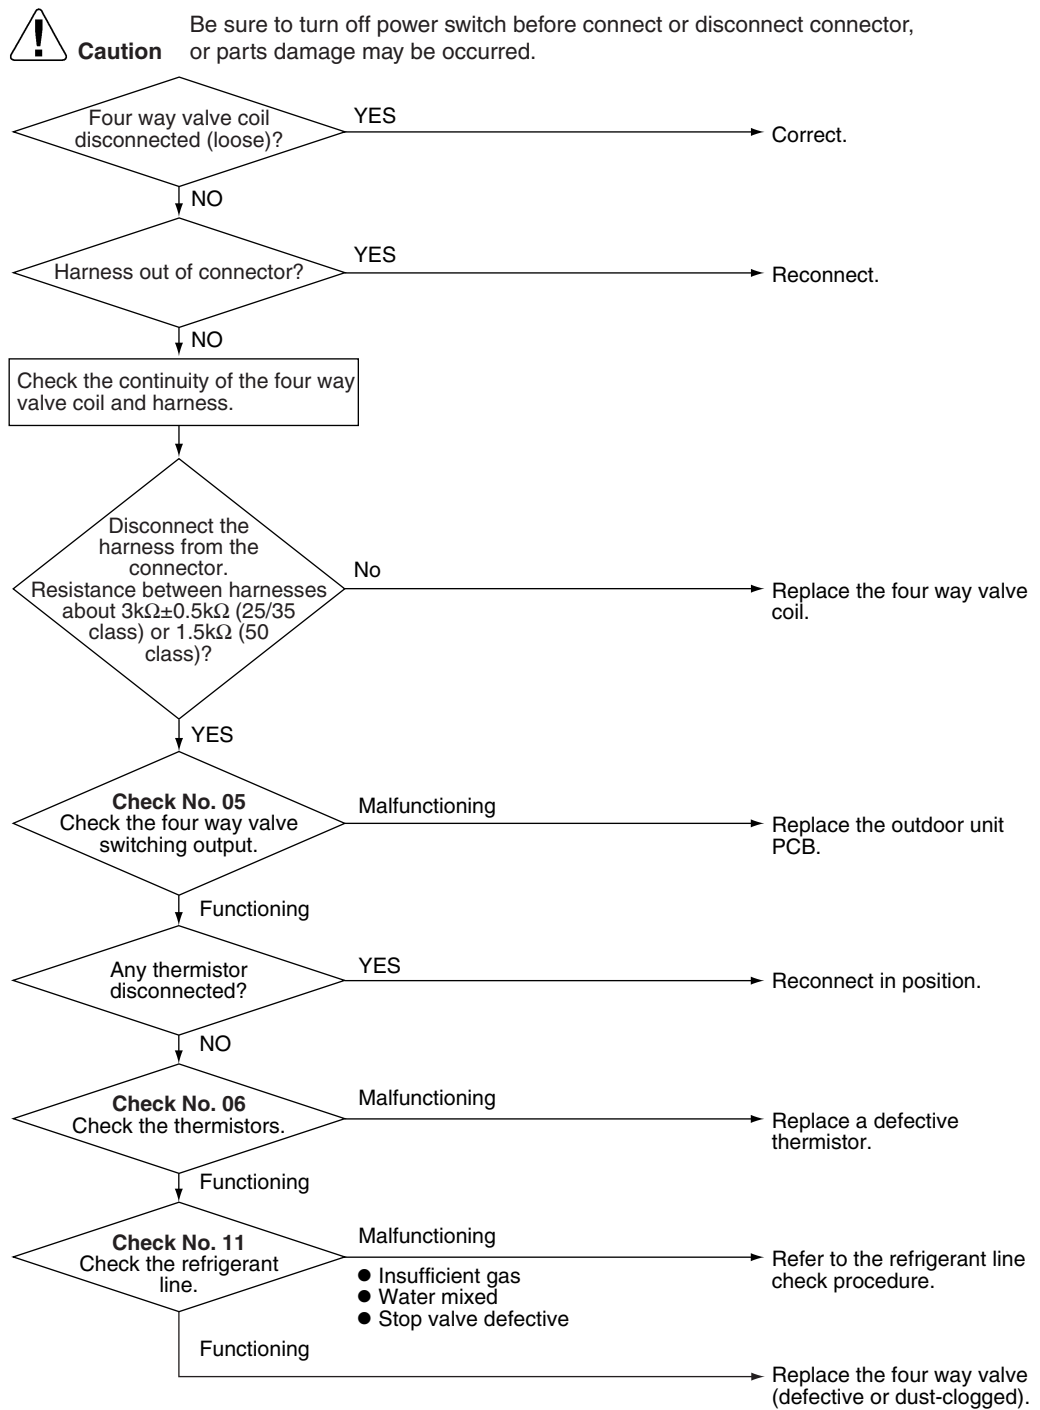 Be sure to turn off power switch before connect or disconnect connector,
Caution or parts damage may be occurred.
Four way valve coil
disconnected (loose)?
YES
Correct.
NO
Harness out of connector?
YES
Reconnect.
NO
Check the continuity of the four way
valve coil and harness.
Disconnect the
harness from the
connector.
Resistance between harnesses
about 3kΩ±0.5kΩ (25/35
class) or 1.5kΩ (50
class)?
No
Replace the four way valve
coil.
YES
Check No. 05
Check the four way valve
switching output.
Malfunctioning
Replace the outdoor unit
PCB.
Functioning
Any thermistor
disconnected?
YES
Reconnect in position.
NO
Check No. 06
Check the thermistors.
Malfunctioning
Replace a defective
thermistor.
Functioning
Check No. 11
Check the refrigerant
line.
Malfunctioning
● Insufficient gas
● Water mixed
● Stop valve defective
Refer to the refrigerant line
check procedure.
Functioning
Replace the four way valve
(defective or dust-clogged).